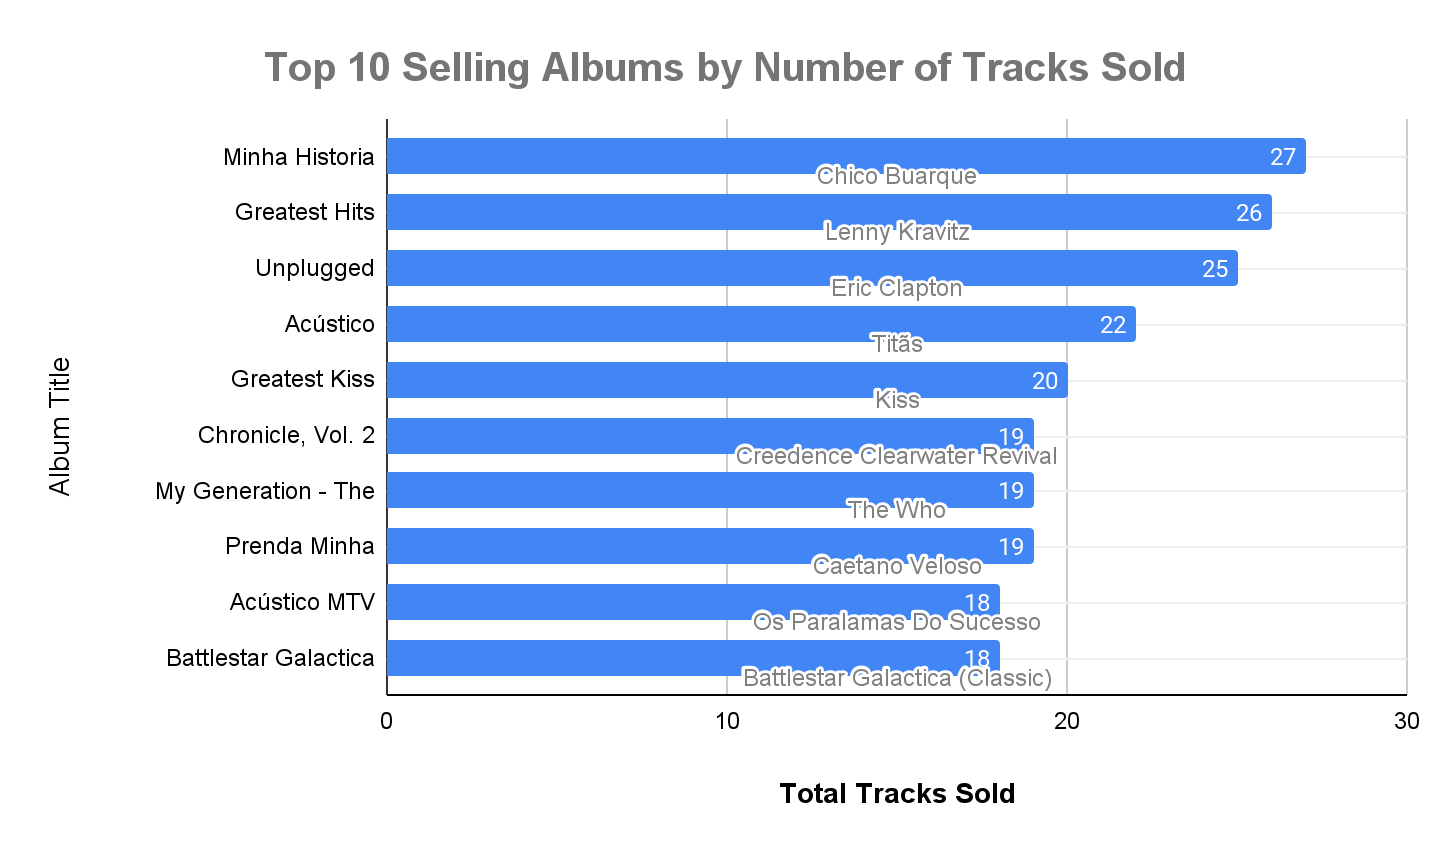 Top 10 Selling Albums by Number of Tracks Sold
Album Title
Minha Historia
27
Chico Buarque
Greatest Hits
26
Lenny Kravitz
Unplugged
25
Eric Clapton
Acústico
22
Titãs
Greatest Kiss
20
Kiss
Chronicle, Vol. 2
19
Creedence Clearwater Revival
My Generation - The
19
The Who
Prenda Minha
19
Caetano Veloso
Acústico MTV
18
Os Paralamas Do Sucesso
Battlestar Galactica
18
Battlestar Galactica (Classic)
0 10 20 30
Total Tracks Sold